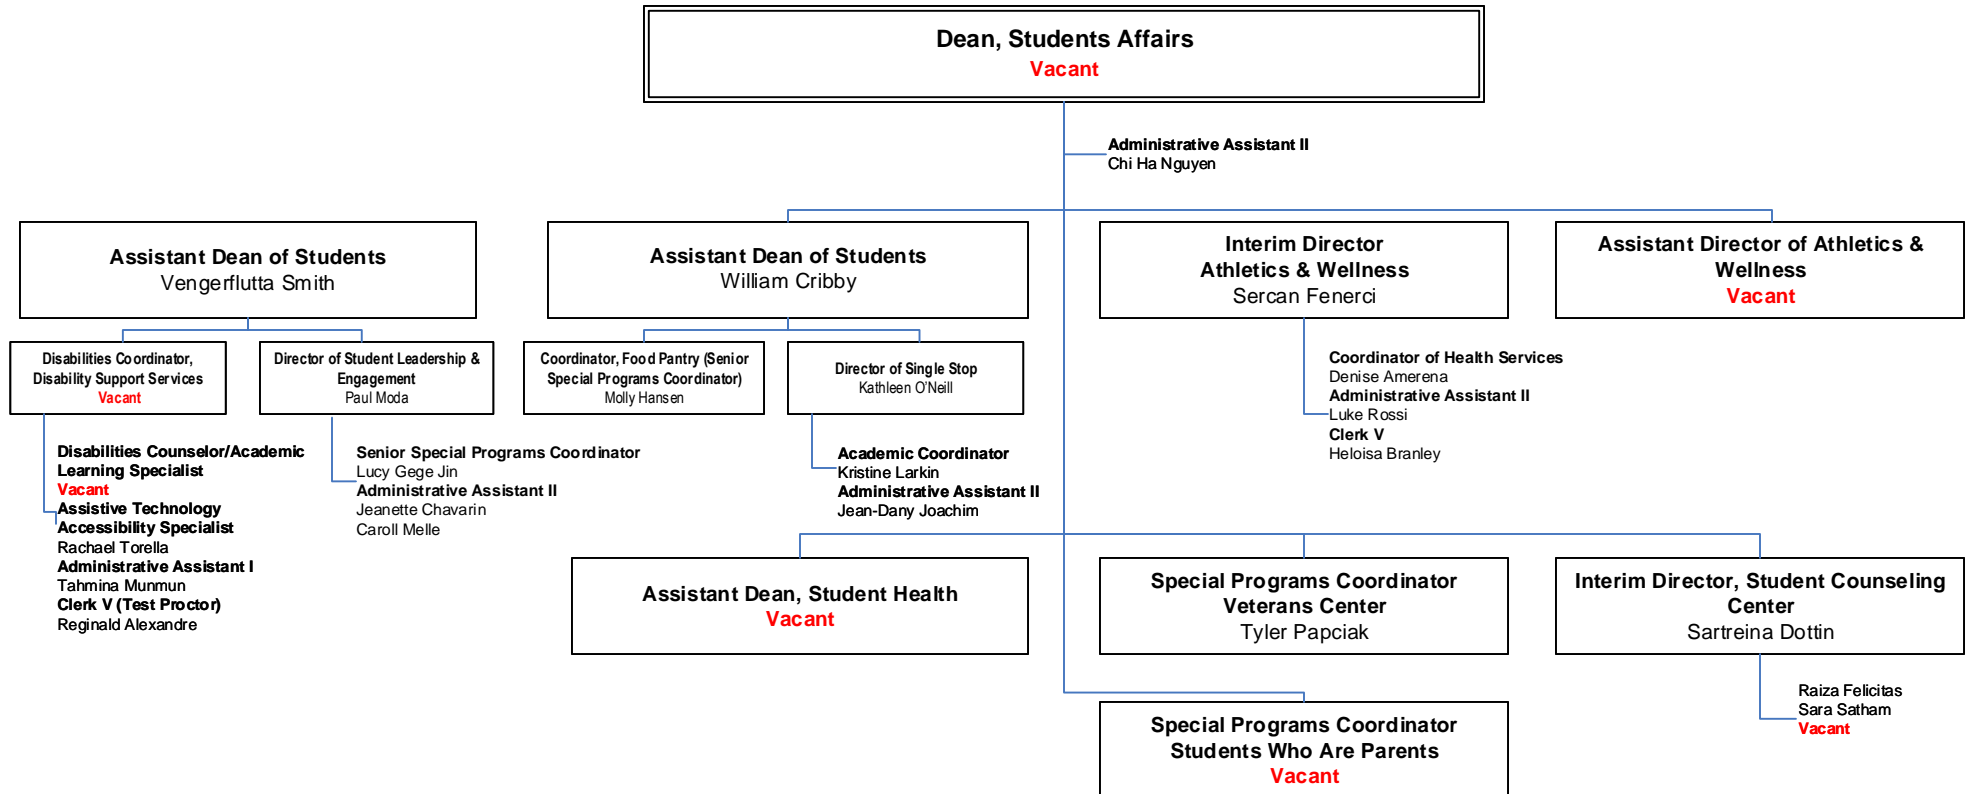 Dean, Students Affairs
Vacant
Administrative Assistant II
Chi Ha Nguyen
Assistant Dean of Students
Vengerflutta Smith
Assistant Dean of Students
William Cribby
Interim Director
Athletics & Wellness
Sercan Fenerci
Assistant Director of Athletics &
Wellness
Vacant
Disabilities Coordinator,
Disability Support Services
Vacant
Director of Student Leadership &
Engagement
Paul Moda
Coordinator, Food Pantry (Senior
Special Programs Coordinator)
Molly Hansen
Director of Single Stop
Kathleen O’Neill
Coordinator of Health Services
Denise Amerena
Administrative Assistant II
Luke Rossi
Clerk V
Heloisa Branley
Disabilities Counselor/Academic
Learning Specialist
Vacant
Assistive Technology
Accessibility Specialist
Rachael Torella
Administrative Assistant I
Tahmina Munmun
Clerk V (Test Proctor)
Reginald Alexandre
Senior Special Programs Coordinator
Lucy Gege Jin
Administrative Assistant II
Jeanette Chavarin
Caroll Melle
Academic Coordinator
Kristine Larkin
Administrative Assistant II
Jean-Dany Joachim
Assistant Dean, Student Health
Vacant
Special Programs Coordinator
Veterans Center
Tyler Papciak
Interim Director, Student Counseling
Center
Sartreina Dottin
Raiza Felicitas
Sara Satham
Vacant
Special Programs Coordinator
Students Who Are Parents
Vacant